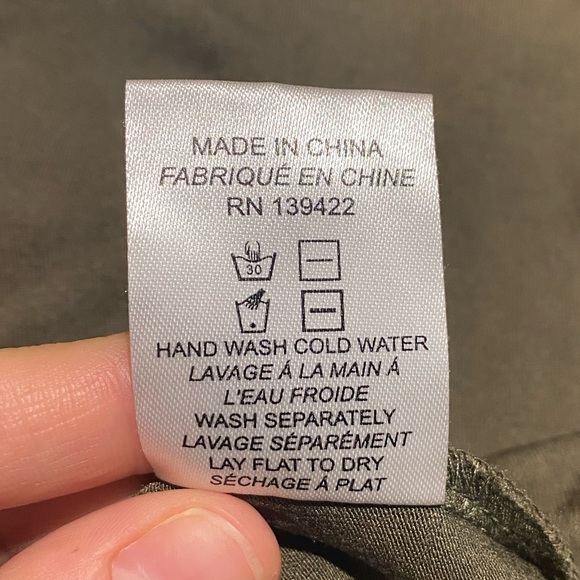 MADE IN CHINA
FABRIQUÉ EN CHINE
RN 139422
30
HAND WASH COLD WATER
LAVAGE Á LA MAIN Á
L'EAU FROIDE
WASH SEPARATELY
LAVAGE SÉPARÉMENT
LAY FLAT TO DRY
SÉCHAGE Á PLAT